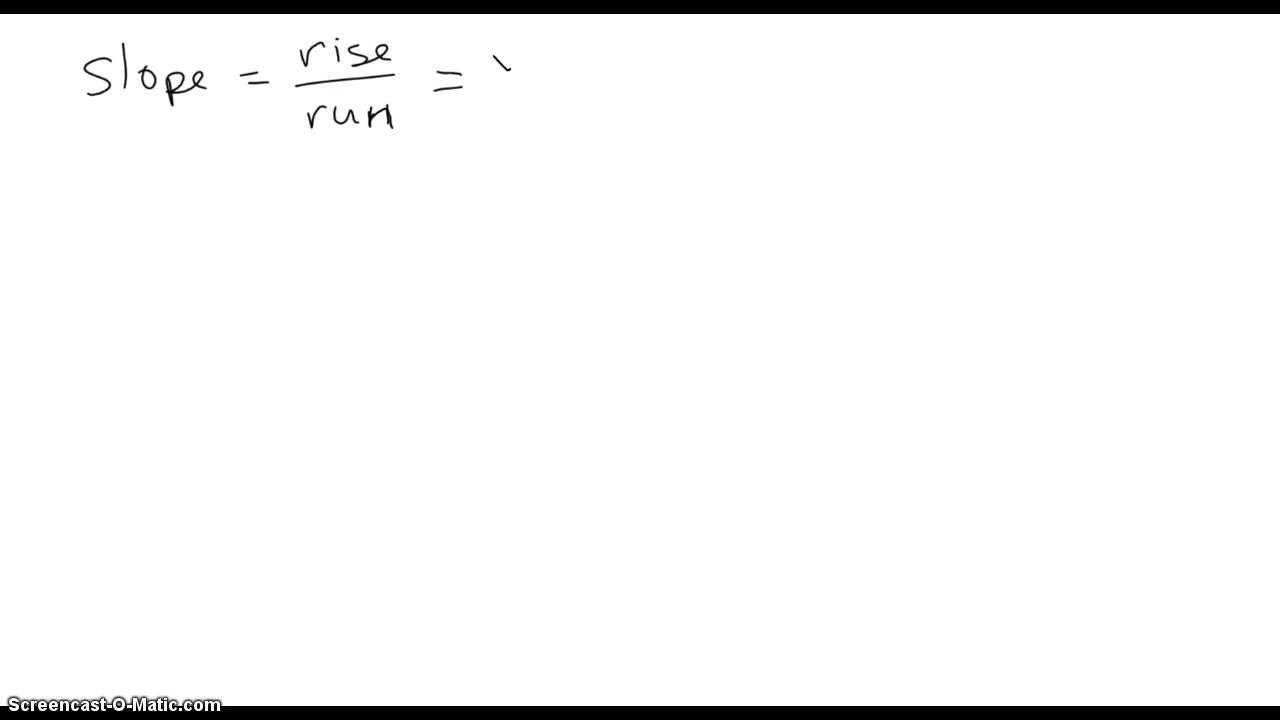 Slope = rise/run =
Screencast-O-Matic.com